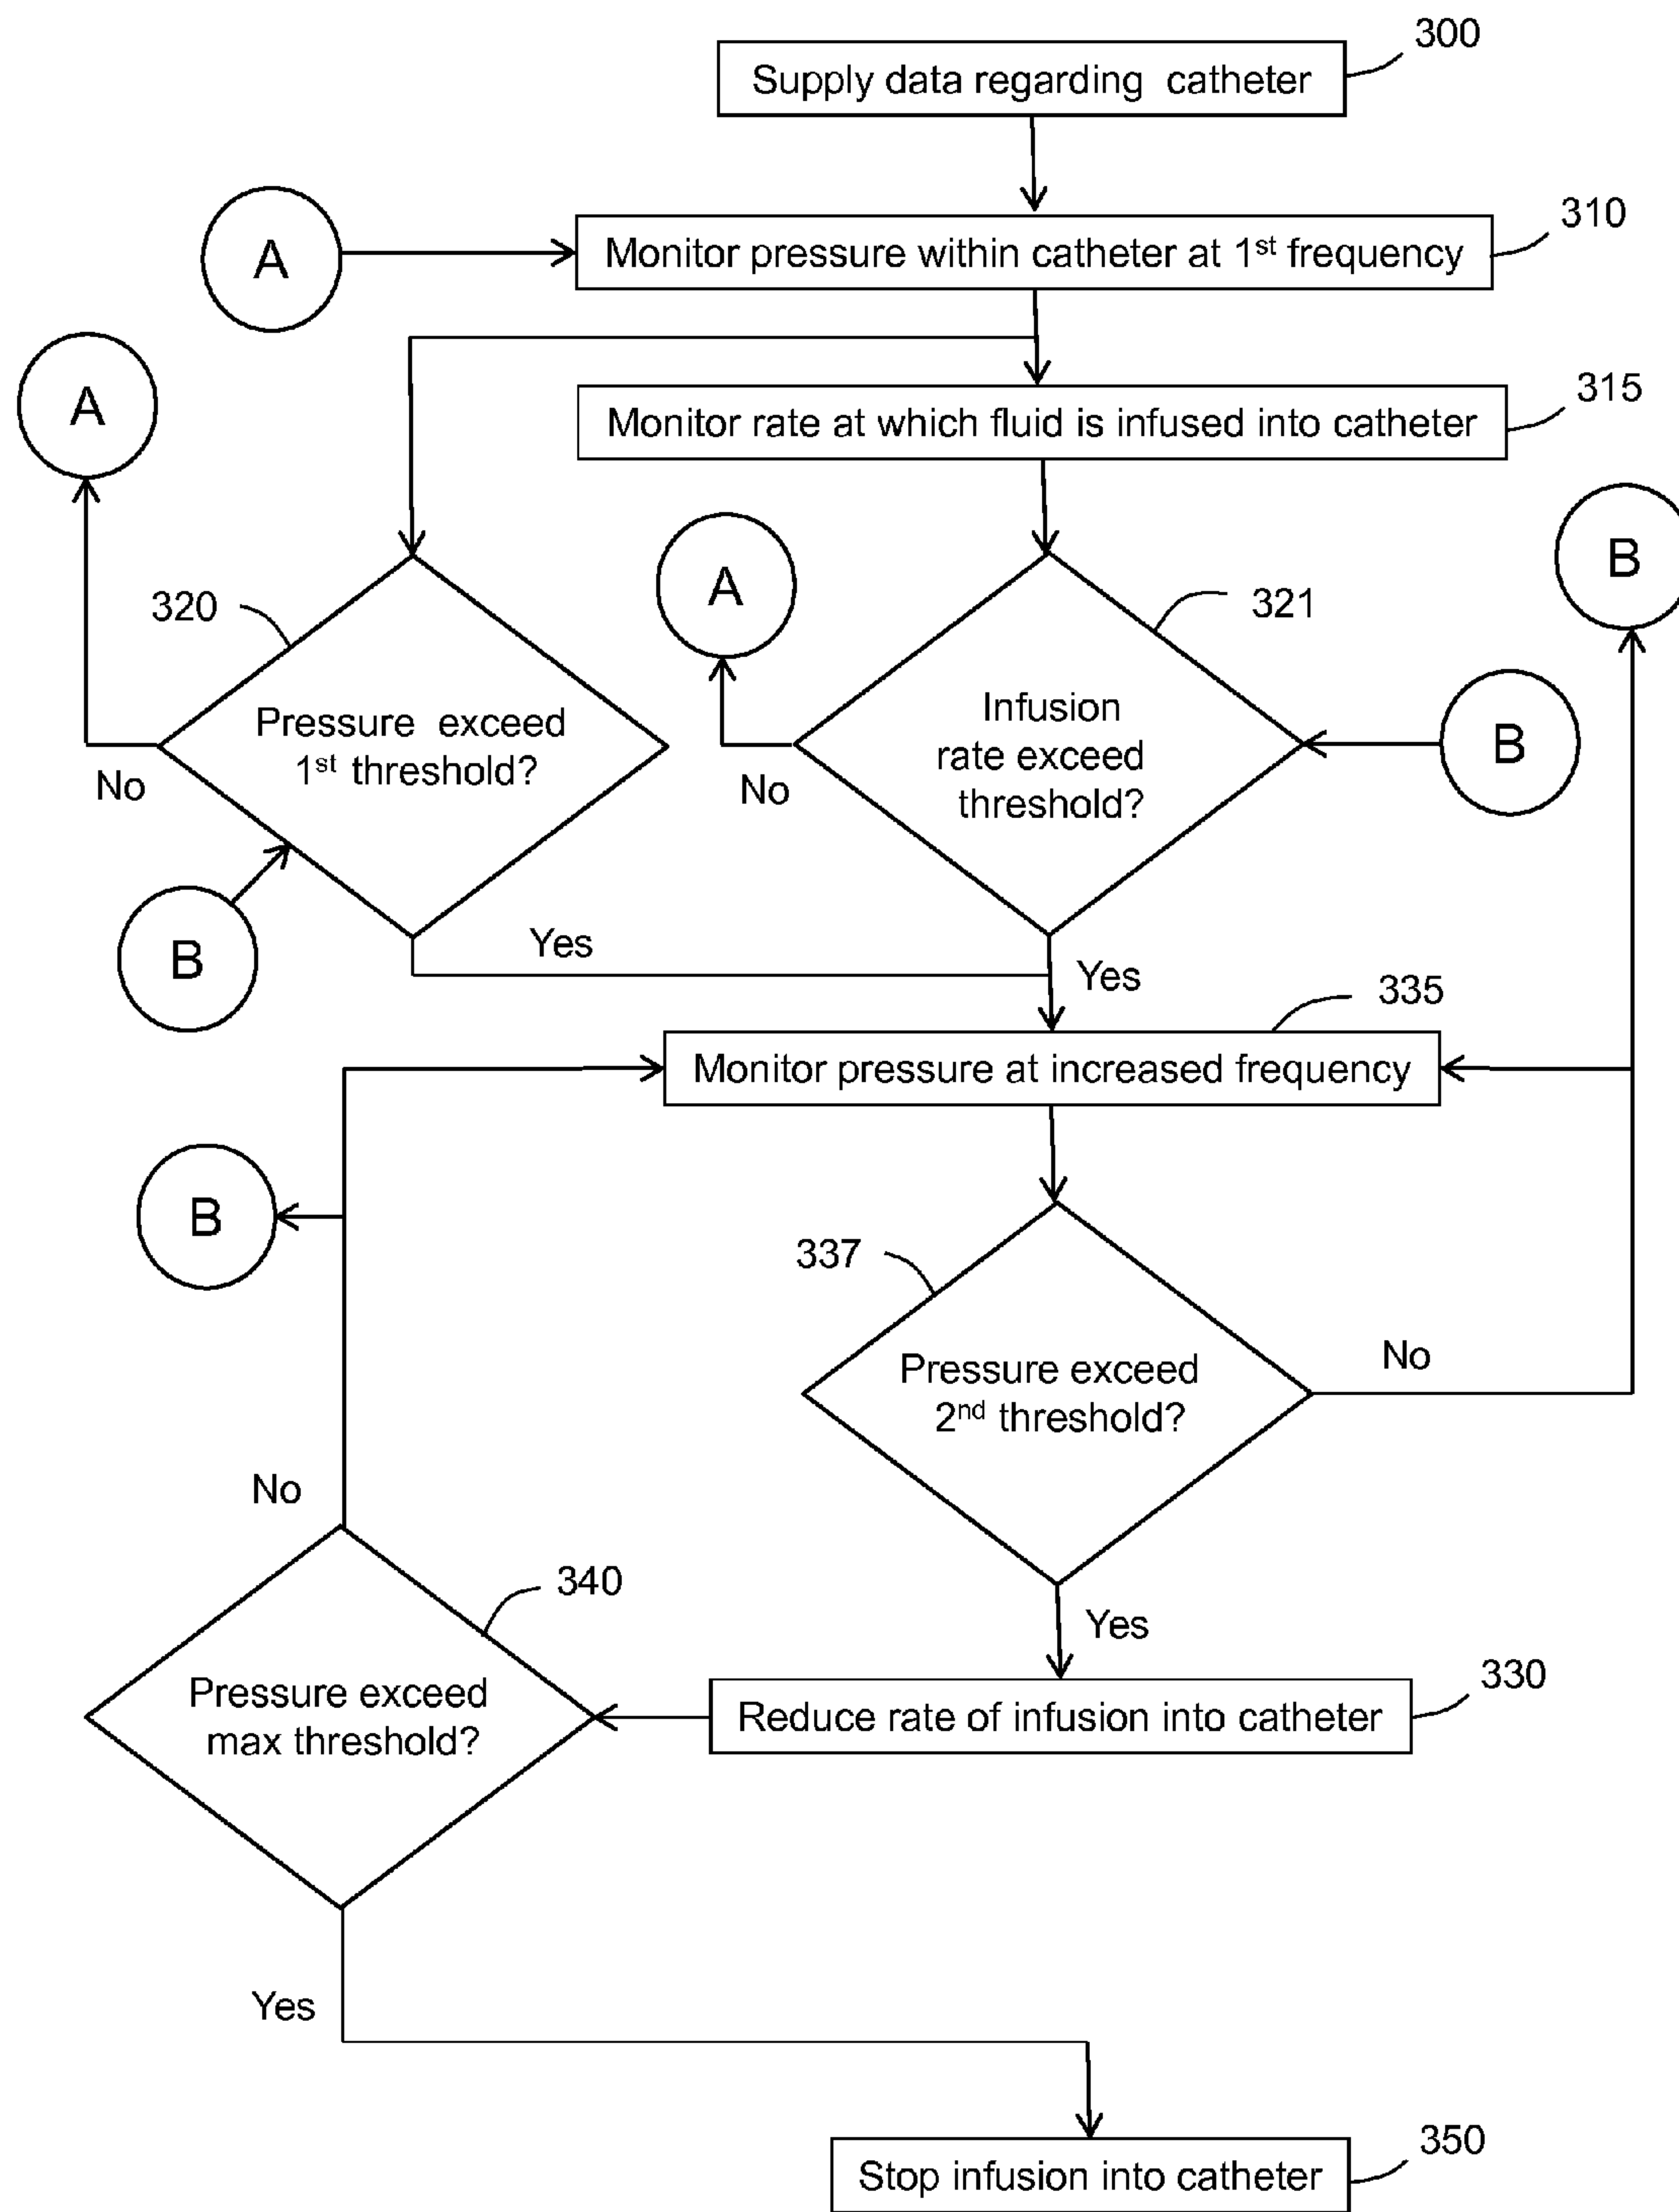 300
Supply data regarding catheter
A
310
Monitor pressure within catheter at 1st frequency
A
315
Monitor rate at which fluid is infused into catheter
B
A
320
321
Pressure exceed
1st threshold?
Infusion
rate exceed
threshold?
B
No
No
B
Yes
Yes
335
Monitor pressure at increased frequency
B
337
Pressure exceed
2nd threshold?
No
No
340
Yes
330
Pressure exceed
max threshold?
Reduce rate of infusion into catheter
Yes
350
Stop infusion into catheter